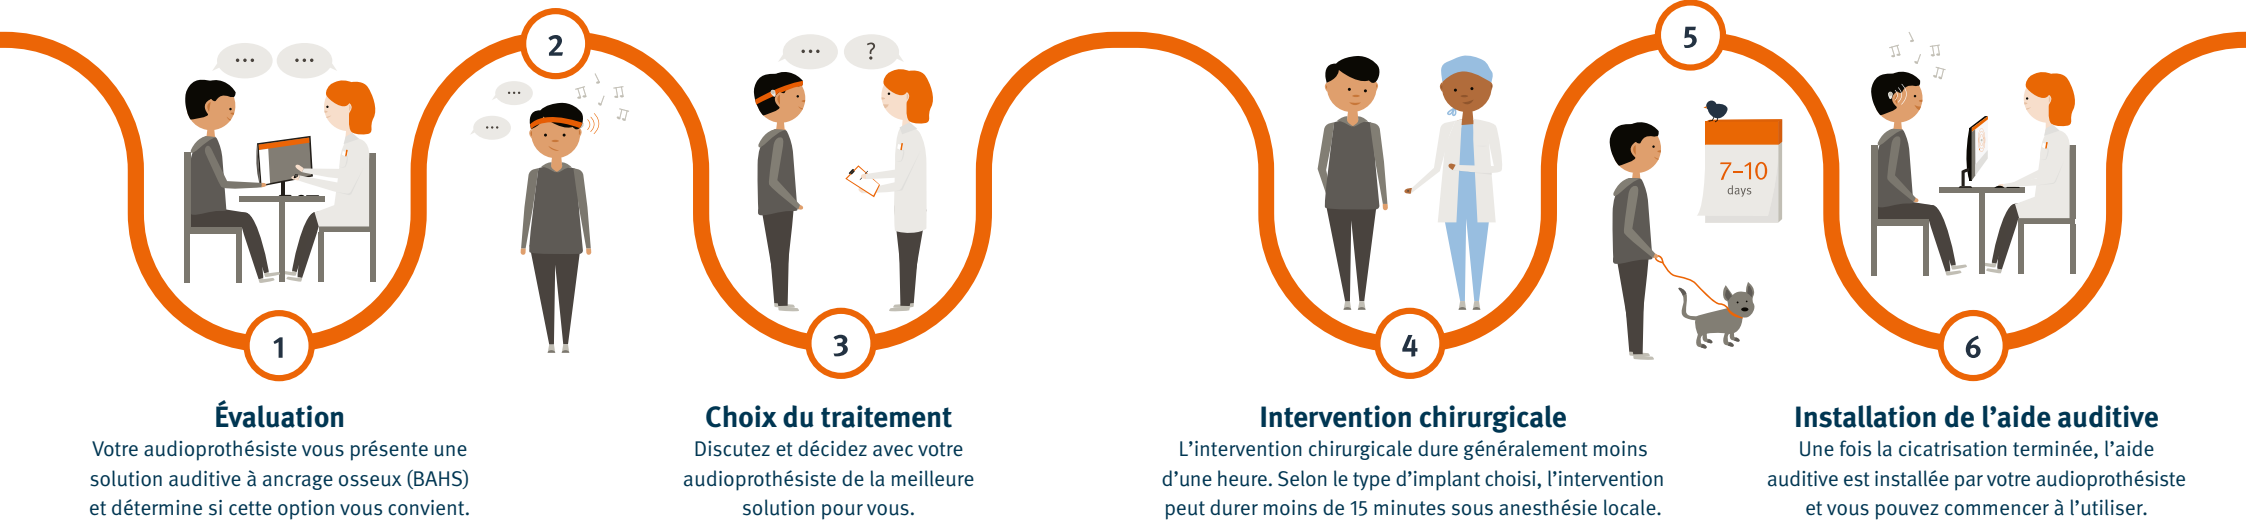 ...
...
1
Évaluation
Votre audioprothésiste vous présente une
solution auditive à ancrage osseux (BAHS)
et détermine si cette option vous convient.
2
...
...
...
?
3
Choix du traitement
Discutez et décidez avec votre
audioprothésiste de la meilleure
solution pour vous.
4
Intervention chirurgicale
L’intervention chirurgicale dure généralement moins
d’une heure. Selon le type d’implant choisi, l’intervention
peut durer moins de 15 minutes sous anesthésie locale.
5
7–10
days
6
Installation de l’aide auditive
Une fois la cicatrisation terminée, l’aide
auditive est installée par votre audioprothésiste
et vous pouvez commencer à l’utiliser.